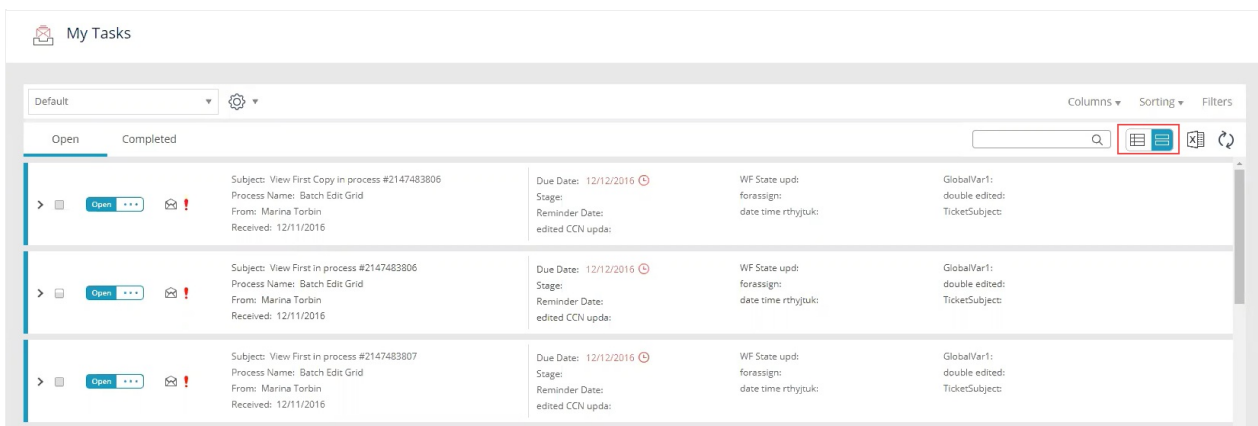 My Tasks
Default
Columns Sorting Filters
Open Completed
Subject: View First Copy in process #2147483806
Process Name: Batch Edit Grid
From: Marina Torbin
Received: 12/11/2016
Open ...
Due Date: 12/12/2016
Stage:
Reminder Date:
edited CCN upda:
WF State upd:
forassign:
date time rthyjtuk:
GlobalVar1:
double edited:
TicketSubject:
Subject: View First in process #2147483806
Process Name: Batch Edit Grid
From: Marina Torbin
Received: 12/11/2016
Open ...
Due Date: 12/12/2016
Stage:
Reminder Date:
edited CCN upda:
WF State upd:
forassign:
date time rthyjtuk:
GlobalVar1:
double edited:
TicketSubject:
Subject: View First in process #2147483807
Process Name: Batch Edit Grid
From: Marina Torbin
Received: 12/11/2016
Open ...
Due Date: 12/12/2016
Stage:
Reminder Date:
edited CCN upda:
WF State upd:
forassign:
date time rthyjtuk:
GlobalVar1:
double edited:
TicketSubject: